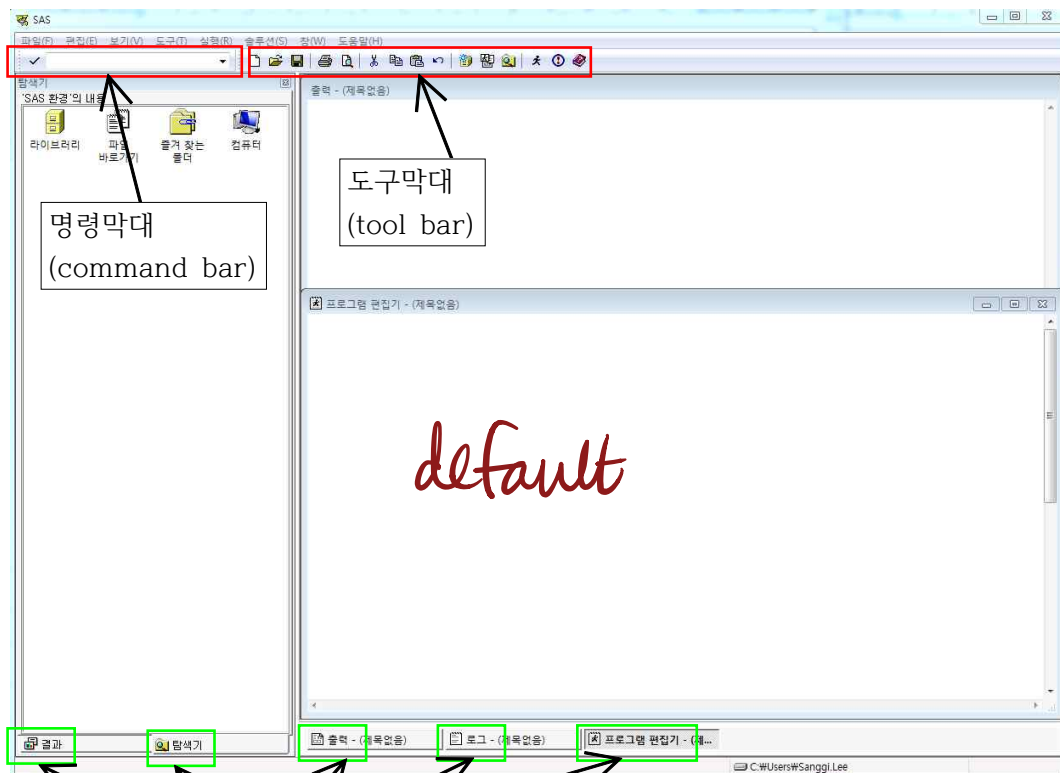 SAS
파일(F) 편집(E) 보기(V) 도구(T) 실행(R) 솔루션(S) 창(W) 도움말(H)
탐색기
'SAS 환경'의 내용
라이브러리
파일 바로가기
즐겨 찾는 폴더
컴퓨터
명령막대
(command bar)
출력 - (제목없음)
도구막대
(tool bar)
프로그램 편집기 - (제목없음)
default
결과
탐색기
출력 - (제목없음)
로그 - (제목없음)
프로그램 편집기 - (제...
C:₩Users₩Sanggi.Lee